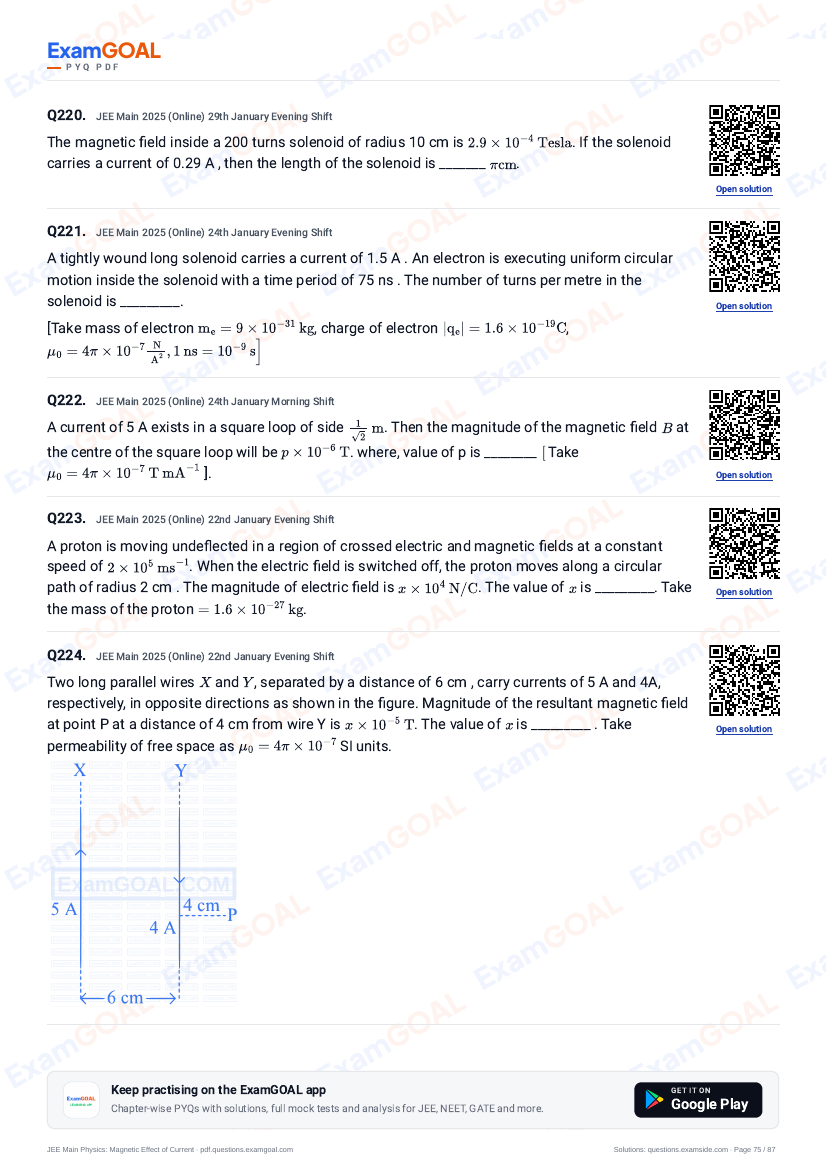 ExamGOAL
PYQ PDF
Q220. JEE Main 2025 (Online) 29th January Evening Shift
The magnetic field inside a 200 turns solenoid of radius 10 cm is 2.9 × 10⁻⁴ Tesla. If the solenoid
carries a current of 0.29 A , then the length of the solenoid is _______ πcm.
Open solution
Q221. JEE Main 2025 (Online) 24th January Evening Shift
A tightly wound long solenoid carries a current of 1.5 A . An electron is executing uniform circular
motion inside the solenoid with a time period of 75 ns . The number of turns per metre in the
solenoid is _________.
[Take mass of electron mₑ = 9 × 10⁻³¹ kg, charge of electron |qₑ| = 1.6 × 10⁻¹⁹C,
μ₀ = 4π × 10⁻⁷ N/A², 1 ns = 10⁻⁹ s]
Open solution
Q222. JEE Main 2025 (Online) 24th January Morning Shift
A current of 5 A exists in a square loop of side 1/√2 m. Then the magnitude of the magnetic field B at
the centre of the square loop will be p × 10⁻⁶ T. where, value of p is ________ [ Take
μ₀ = 4π × 10⁻⁷ T mA⁻¹ ].
Open solution
Q223. JEE Main 2025 (Online) 22nd January Evening Shift
A proton is moving undeflected in a region of crossed electric and magnetic fields at a constant
speed of 2 × 10⁵ ms⁻¹. When the electric field is switched off, the proton moves along a circular
path of radius 2 cm . The magnitude of electric field is x × 10⁴ N/C. The value of x is _________. Take
the mass of the proton = 1.6 × 10⁻²⁷ kg.
Open solution
Q224. JEE Main 2025 (Online) 22nd January Evening Shift
Two long parallel wires X and Y, separated by a distance of 6 cm , carry currents of 5 A and 4A,
respectively, in opposite directions as shown in the figure. Magnitude of the resultant magnetic field
at point P at a distance of 4 cm from wire Y is x × 10⁻⁵ T. The value of x is _________ . Take
permeability of free space as μ₀ = 4π × 10⁻⁷ SI units.
Open solution
X Y
ExamGOAL.COM
5 A 4 cm P
4 A
6 cm
ExamGOAL
Keep practising on the ExamGOAL app
Chapter-wise PYQs with solutions, full mock tests and analysis for JEE, NEET, GATE and more.
GET IT ON
Google Play
JEE Main Physics: Magnetic Effect of Current · pdf.questions.examgoal.com
Solutions: questions.examside.com · Page 75 / 87